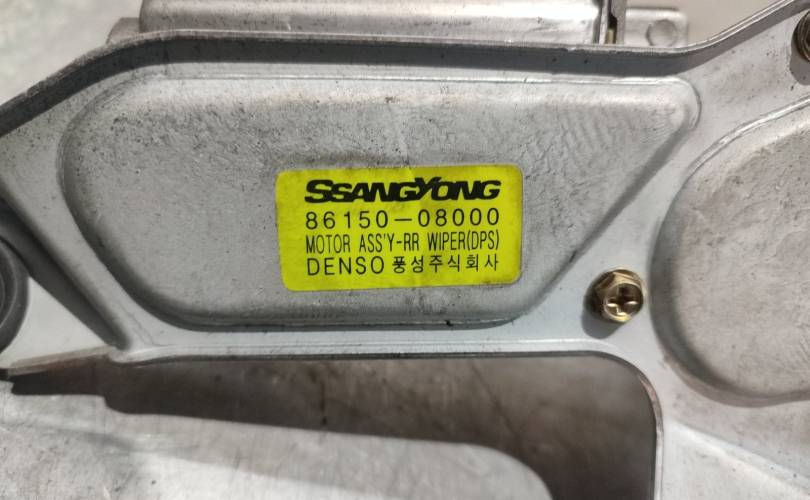 SSANGYONG
86150-08000
MOTOR ASS'Y-RR WIPER(DPS)
DENSO 풍성주식회사